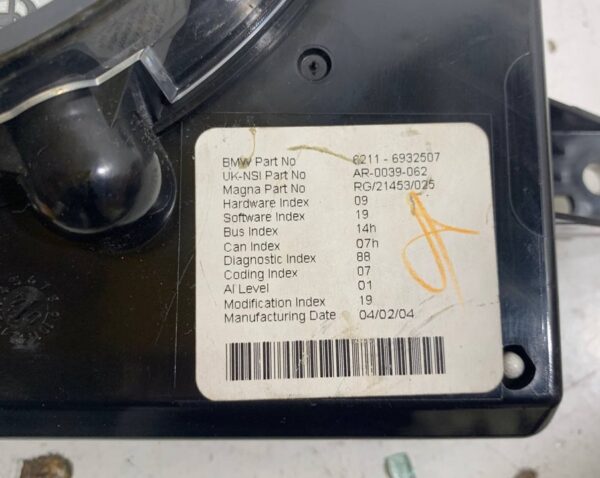 BMW Part No 6211 - 6932507
UK-NSI Part No AR-0039-062
Magna Part No RG/21453/025
Hardware Index 09
Software Index 19
Bus Index 14h
Can Index 07h
Diagnostic Index 88
Coding Index 07
AI Level 01
Modification Index 19
Manufacturing Date 04/02/04